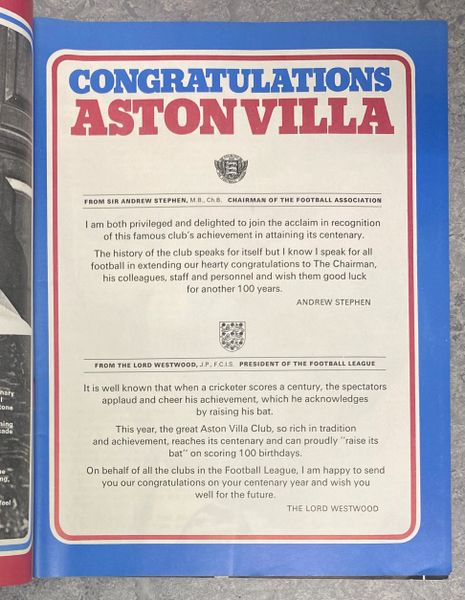 CONGRATULATIONS
ASTON VILLA
FROM SIR ANDREW STEPHEN, M.B., Ch.B. CHAIRMAN OF THE FOOTBALL ASSOCIATION
I am both privileged and delighted to join the acclaim in recognition
of this famous club's achievement in attaining its centenary.
The history of the club speaks for itself but I know I speak for all
football in extending our hearty congratulations to The Chairman,
his colleagues, staff and personnel and wish them good luck
for another 100 years.
ANDREW STEPHEN
FROM THE LORD WESTWOOD, J.P., F.C.I.S. PRESIDENT OF THE FOOTBALL LEAGUE
It is well known that when a cricketer scores a century, the spectators
applaud and cheer his achievement, which he acknowledges
by raising his bat.
This year, the great Aston Villa Club, so rich in tradition
and achievement, reaches its centenary and can proudly "raise its
bat" on scoring 100 birthdays.
On behalf of all the clubs in the Football League, I am happy to send
you our congratulations on your centenary year and wish you
well for the future.
THE LORD WESTWOOD